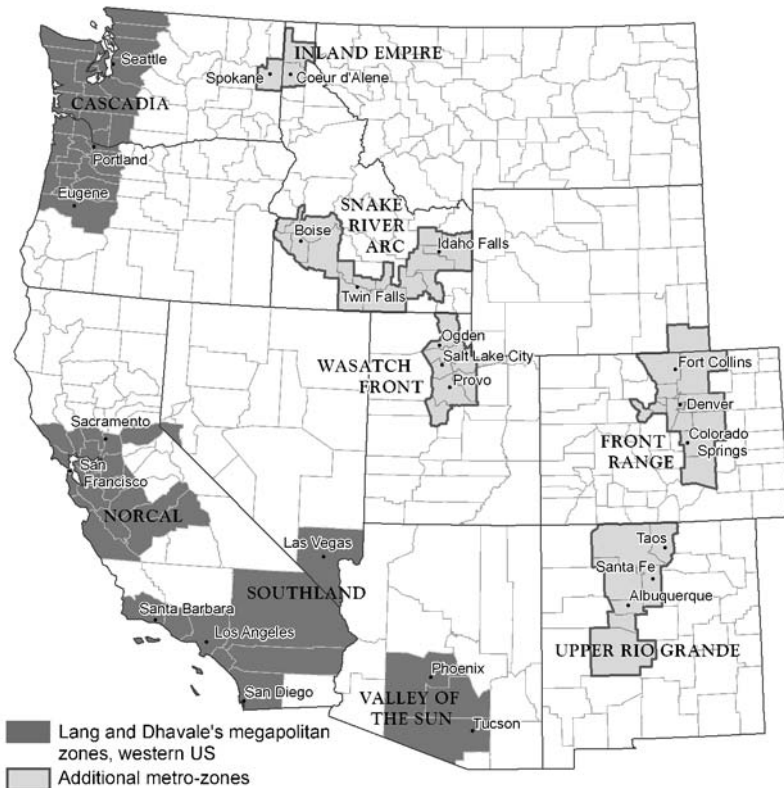 Seattle
INLAND EMPIRE
Spokane
Coeur d'Alene
CASCADIA
Portland
Eugene
SNAKE
RIVER
ARC
Boise
Idaho Falls
Twin Falls
Ogden
Salt Lake City
WASATCH
FRONT
Provo
Fort Collins
Denver
Colorado
Springs
FRONT
RANGE
Sacramento
San
Francisco
NORCAL
Las Vegas
SOUTHLAND
Taos
Santa Fe
Albuquerque
UPPER RIO GRANDE
Santa Barbara
Los Angeles
San Diego
Phoenix
VALLEY OF
THE SUN
Tucson
Lang and Dhavale's megapolitan
zones, western US
Additional metro-zones